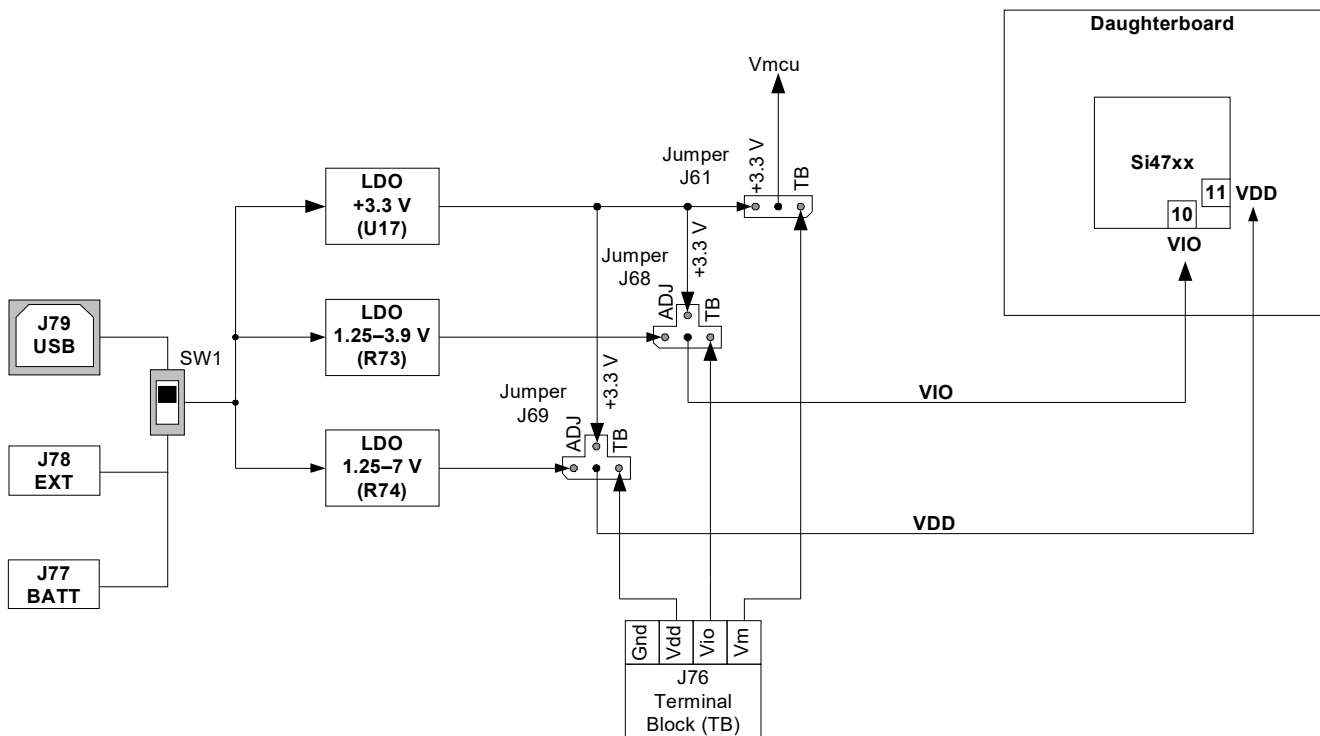 Daughterboard
Vmcu
Jumper
J61
+3.3 V
TB
LDO
+3.3 V
(U17)
Si47xx
11
VDD
10
VIO
Jumper
J68
ADJ
+3.3 V
TB
J79
USB
SW1
LDO
1.25–3.9 V
(R73)
VIO
Jumper
J69
ADJ
+3.3 V
TB
J78
EXT
LDO
1.25–7 V
(R74)
VDD
J77
BATT
Gnd
Vdd
Vio
Vm
J76
Terminal
Block (TB)